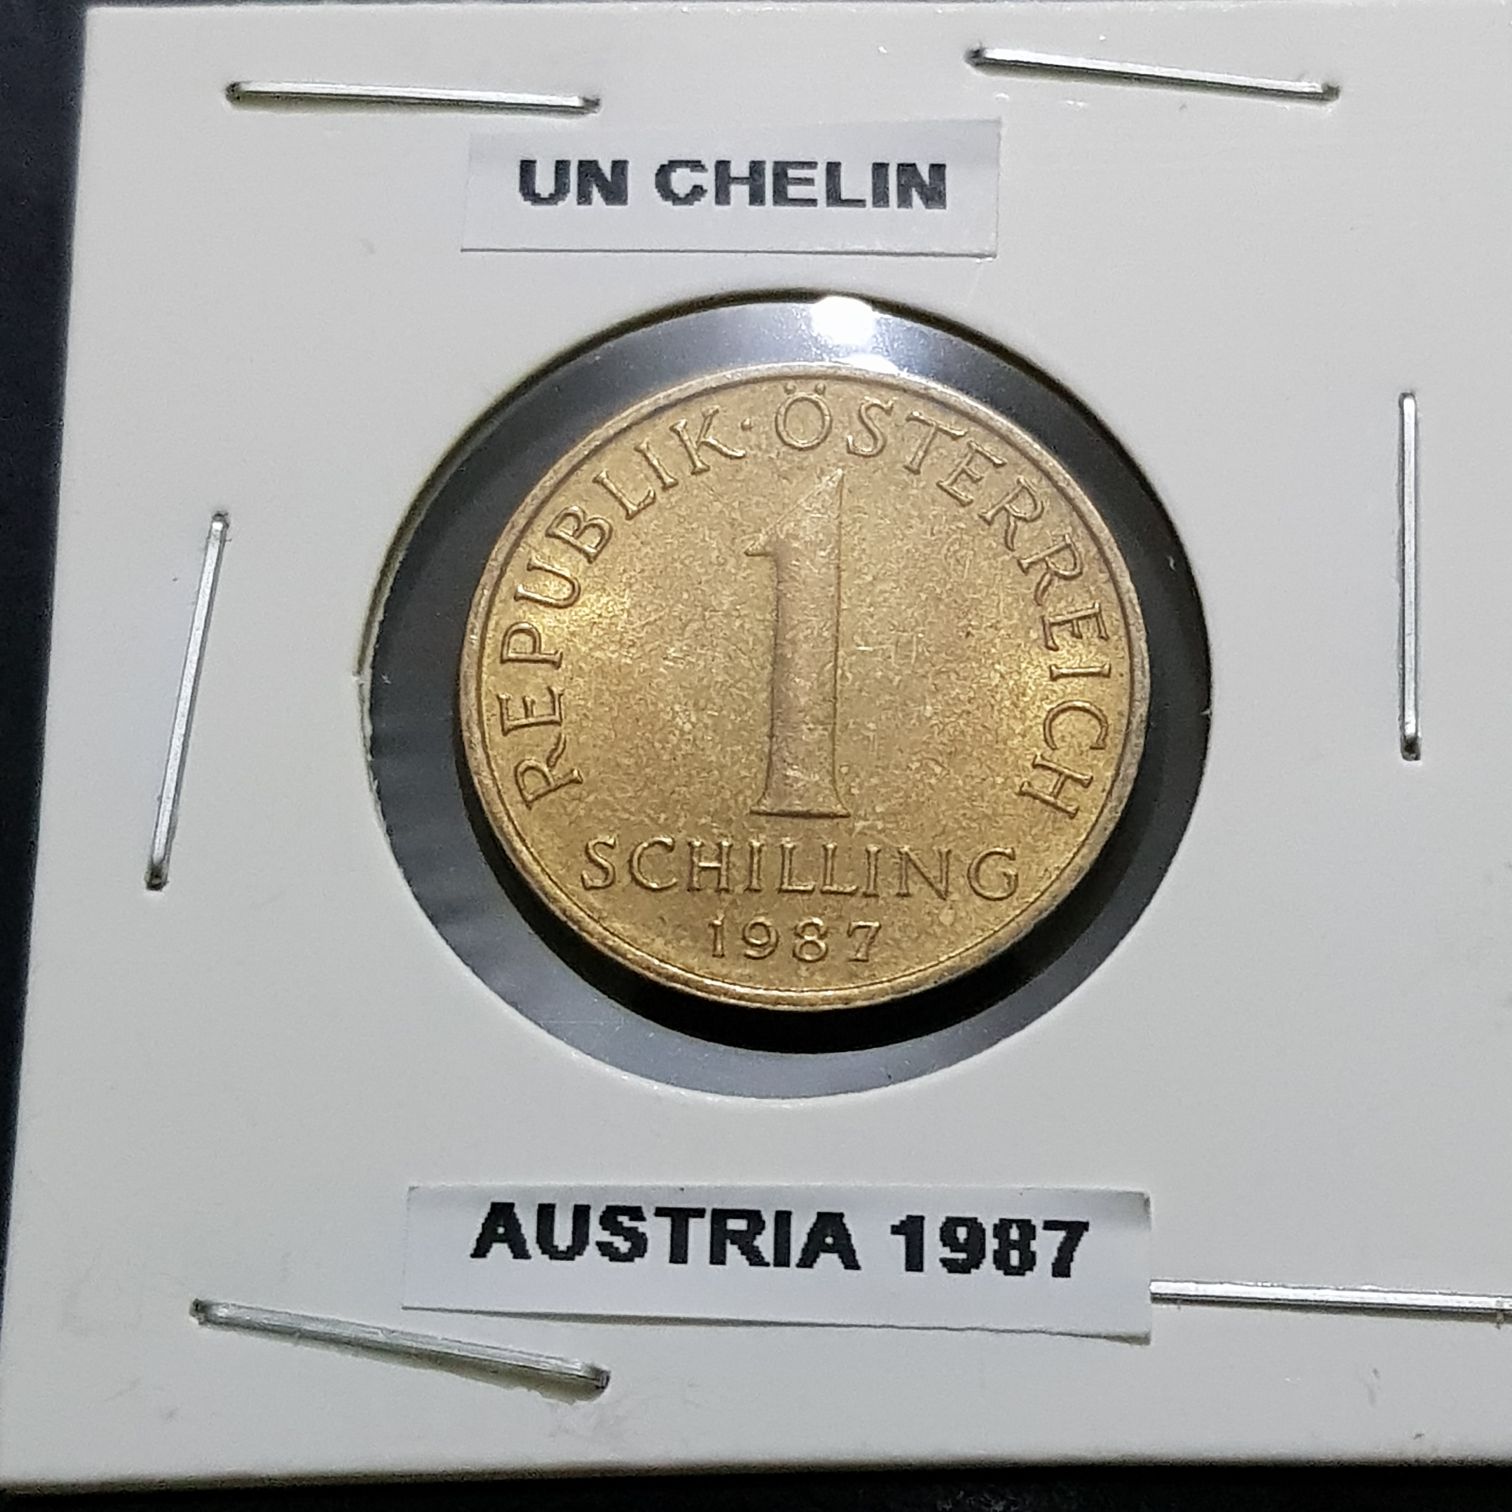 UN CHELIN
REPUBLIK · ÖSTERREICH
1
SCHILLING
1987
AUSTRIA 1987